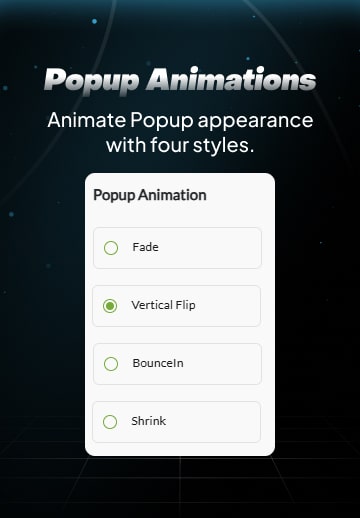 Popup Animations
Animate Popup appearance
with four styles.
Popup Animation
Fade
Vertical Flip
BounceIn
Shrink